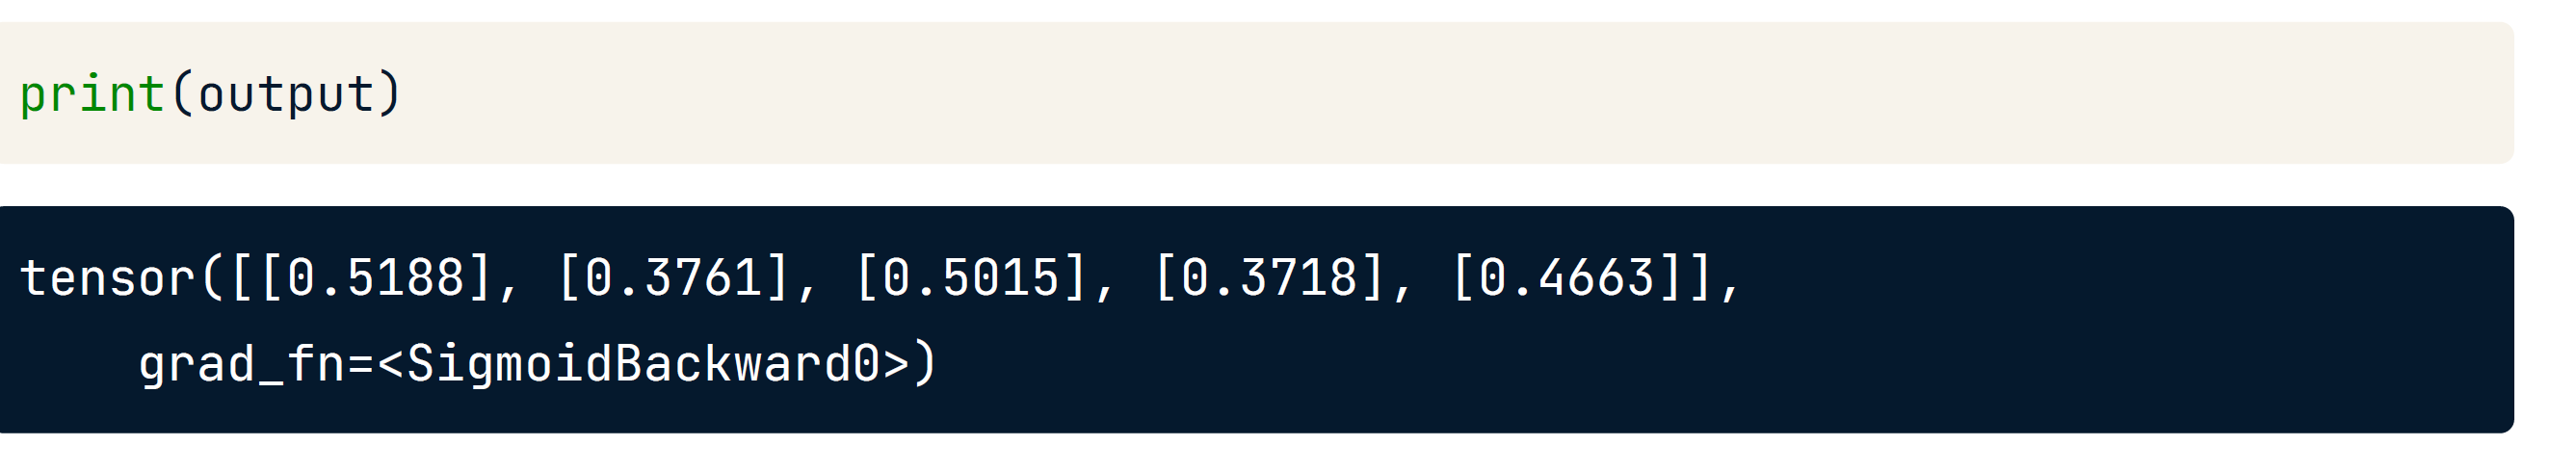 print(output)
tensor([[0.5188], [0.3761], [0.5015], [0.3718], [0.4663]],
    grad_fn=<SigmoidBackward0>)